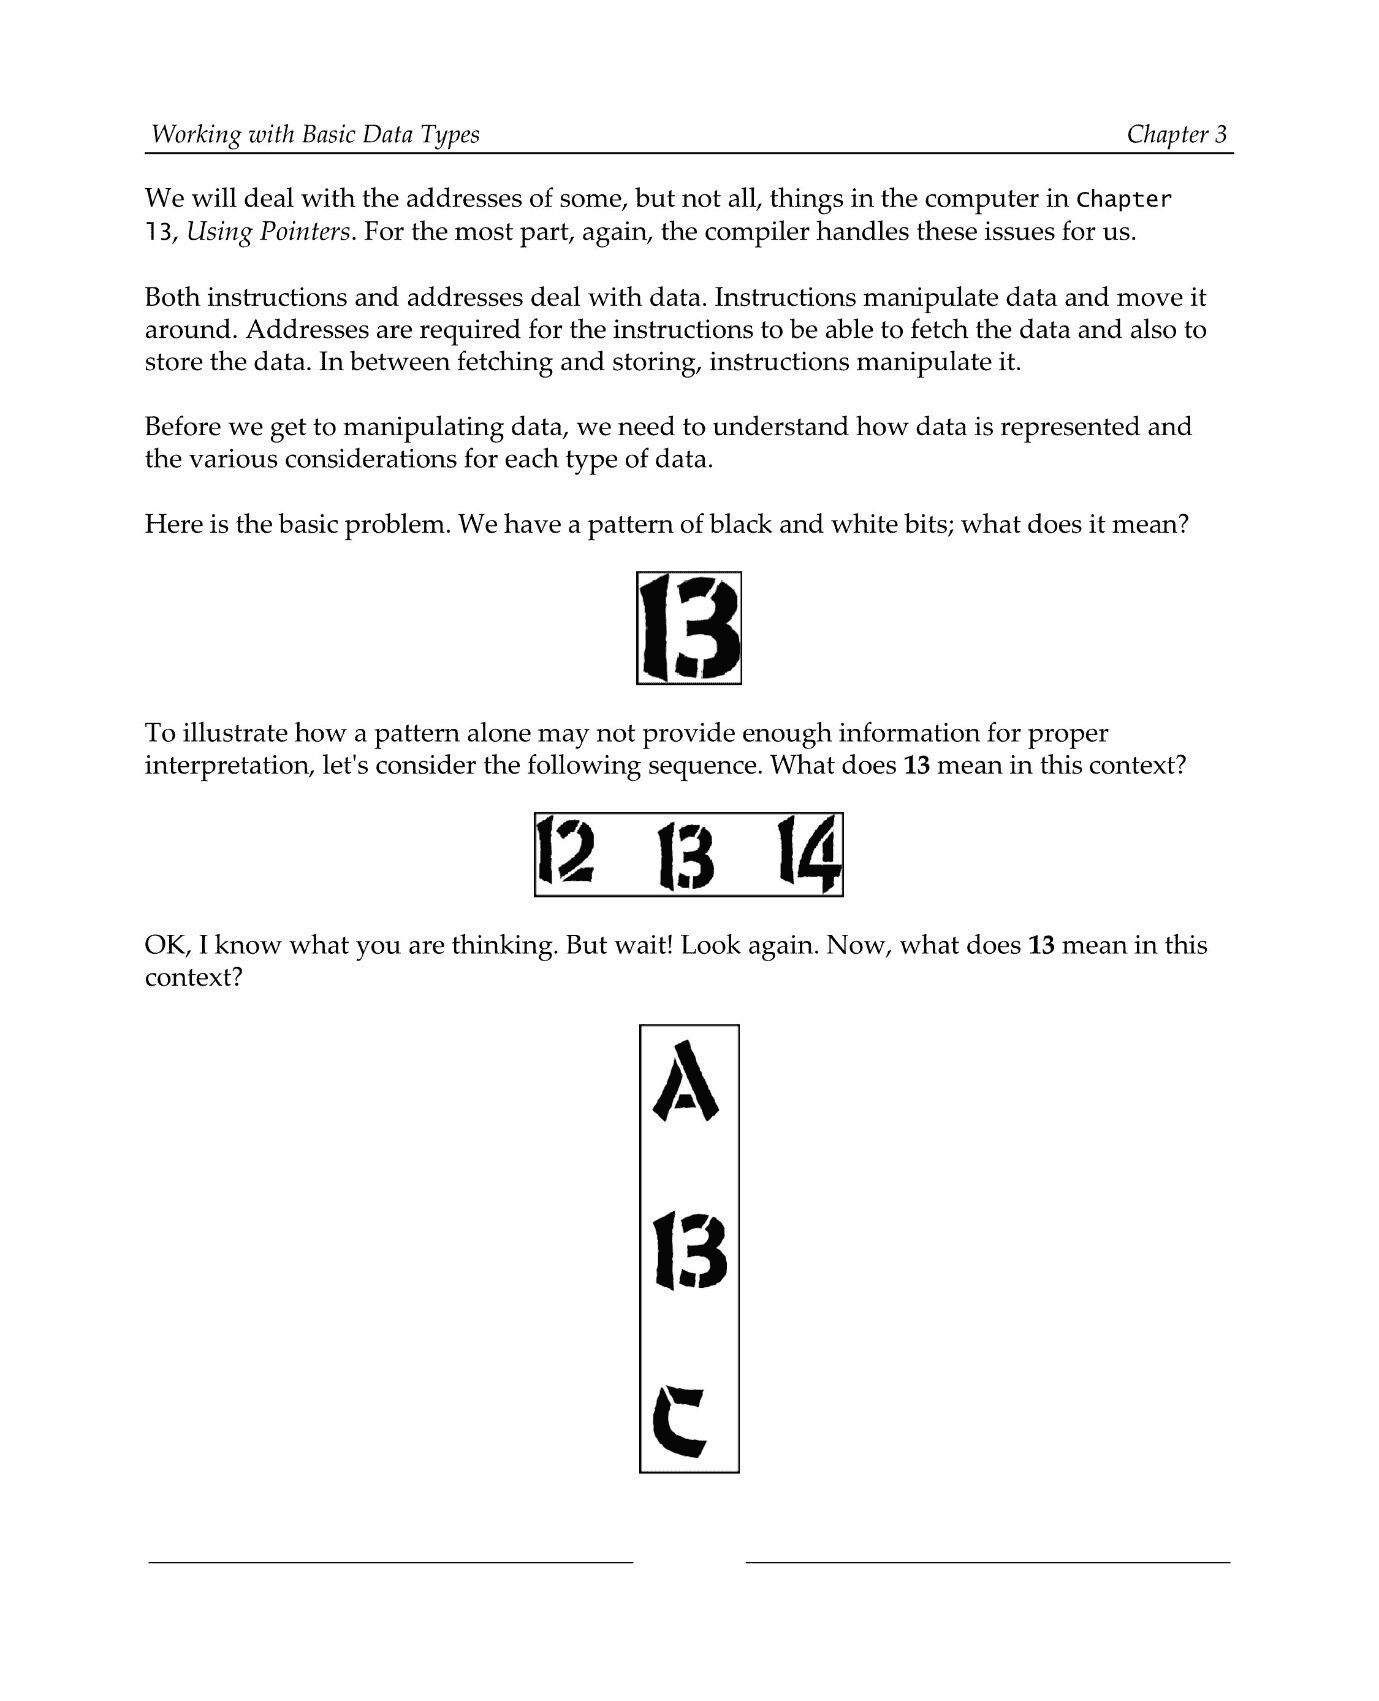 Working with Basic Data Types Chapter 3
We will deal with the addresses of some, but not all, things in the computer in Chapter
13, Using Pointers. For the most part, again, the compiler handles these issues for us.
Both instructions and addresses deal with data. Instructions manipulate data and move it
around. Addresses are required for the instructions to be able to fetch the data and also to
store the data. In between fetching and storing, instructions manipulate it.
Before we get to manipulating data, we need to understand how data is represented and
the various considerations for each type of data.
Here is the basic problem. We have a pattern of black and white bits; what does it mean?
13
To illustrate how a pattern alone may not provide enough information for proper
interpretation, let's consider the following sequence. What does 13 mean in this context?
12 13 14
OK, I know what you are thinking. But wait! Look again. Now, what does 13 mean in this
context?
A
13
C